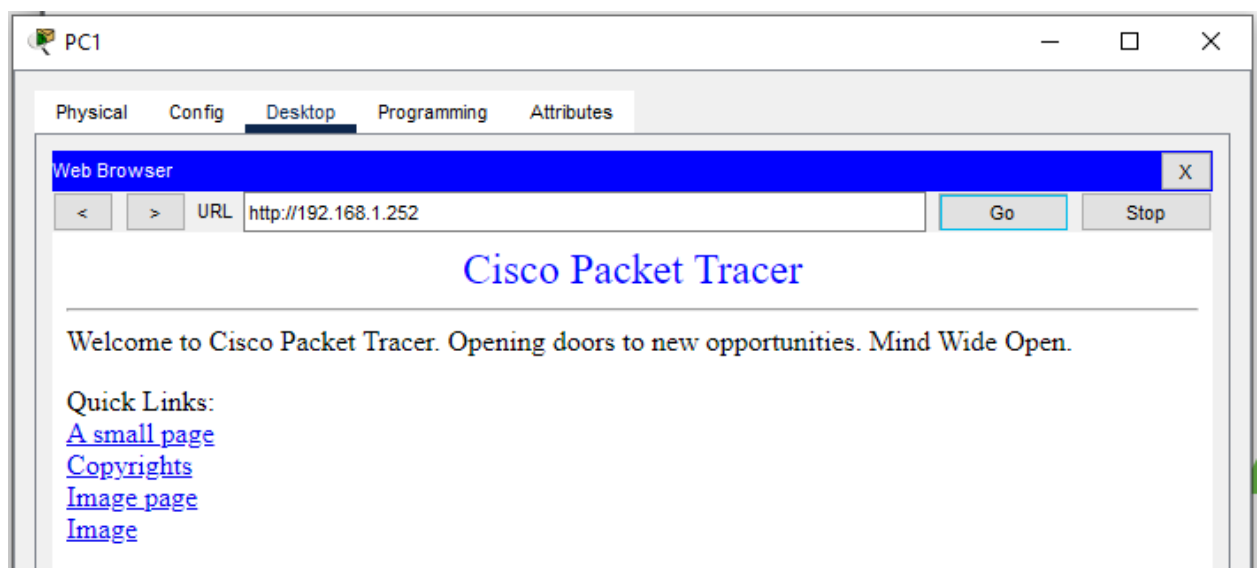 PC1
Physical Config Desktop Programming Attributes
Web Browser X
< > URL http://192.168.1.252 Go Stop
Cisco Packet Tracer
Welcome to Cisco Packet Tracer. Opening doors to new opportunities. Mind Wide Open.
Quick Links:
A small page
Copyrights
Image page
Image